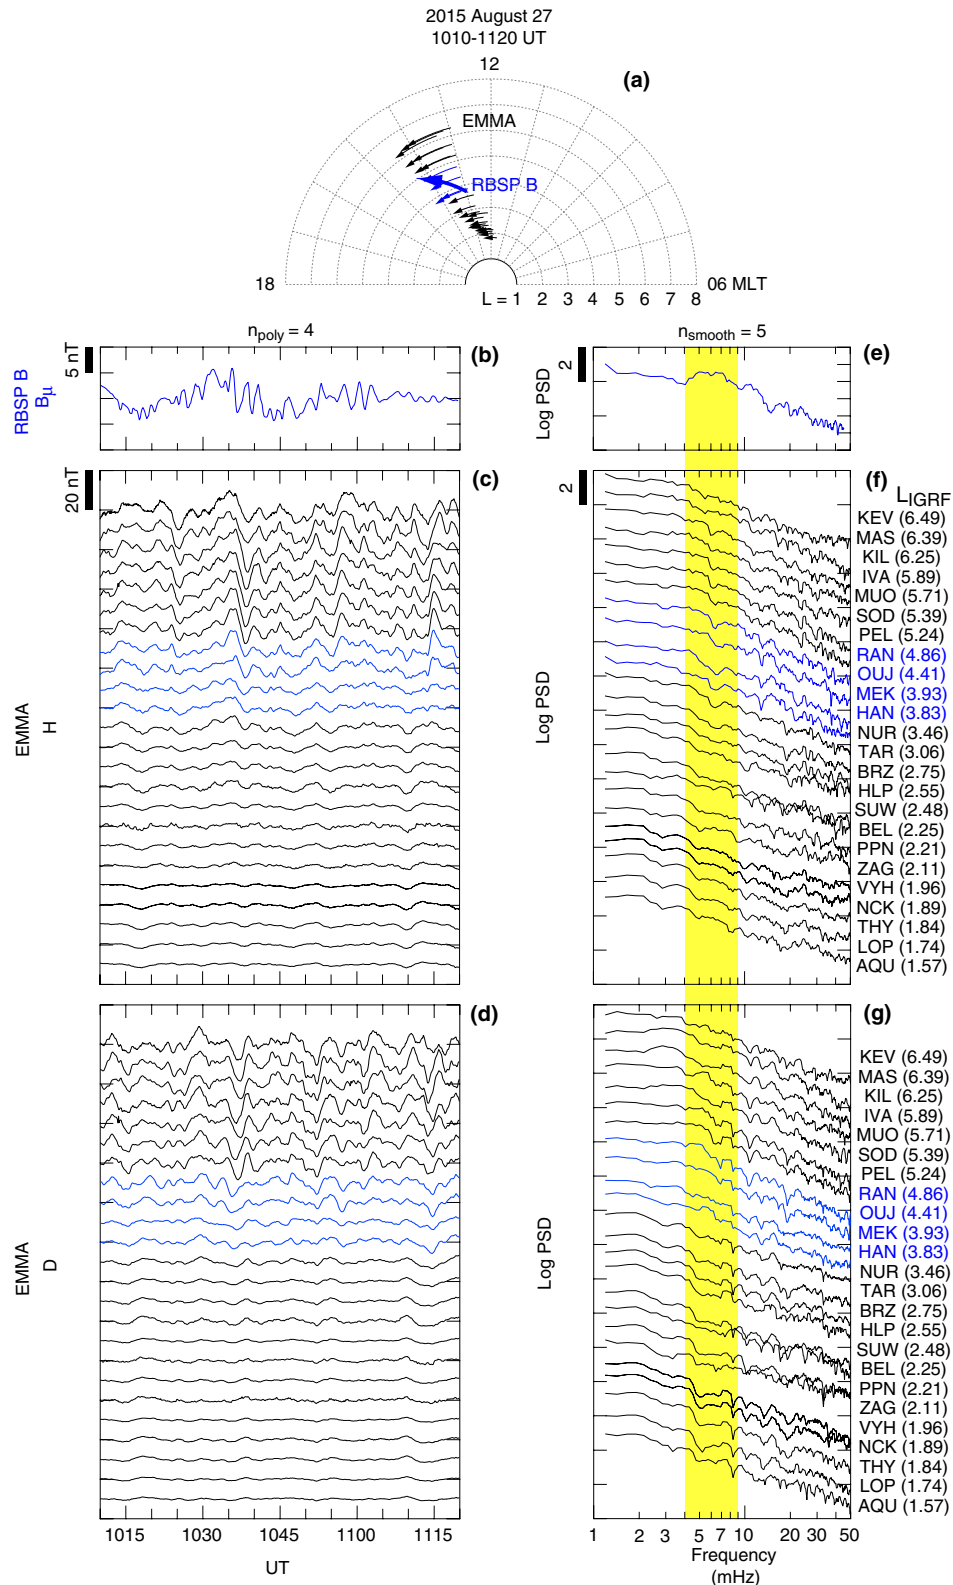 2015 August 27
1010-1120 UT
12
(a)
EMMA
RBSP B
18
06 MLT
L = 1 2 3 4 5 6 7 8
n_poly = 4
n_smooth = 5
RBSP B
Bμ
5 nT
(b)
Log PSD
2
(e)
EMMA
H
20 nT
(c)
Log PSD
2
(f)
L_IGRF
KEV (6.49)
MAS (6.39)
KIL (6.25)
IVA (5.89)
MUO (5.71)
SOD (5.39)
PEL (5.24)
RAN (4.86)
OUJ (4.41)
MEK (3.93)
HAN (3.83)
NUR (3.46)
TAR (3.06)
BRZ (2.75)
HLP (2.55)
SUW (2.48)
BEL (2.25)
PPN (2.21)
ZAG (2.11)
VYH (1.96)
NCK (1.89)
THY (1.84)
LOP (1.74)
AQU (1.57)
EMMA
D
(d)
Log PSD
(g)
KEV (6.49)
MAS (6.39)
KIL (6.25)
IVA (5.89)
MUO (5.71)
SOD (5.39)
PEL (5.24)
RAN (4.86)
OUJ (4.41)
MEK (3.93)
HAN (3.83)
NUR (3.46)
TAR (3.06)
BRZ (2.75)
HLP (2.55)
SUW (2.48)
BEL (2.25)
PPN (2.21)
ZAG (2.11)
VYH (1.96)
NCK (1.89)
THY (1.84)
LOP (1.74)
AQU (1.57)
1015 1030 1045 1100 1115
UT
1 2 3 5 7 10 20 30 50
Frequency
(mHz)